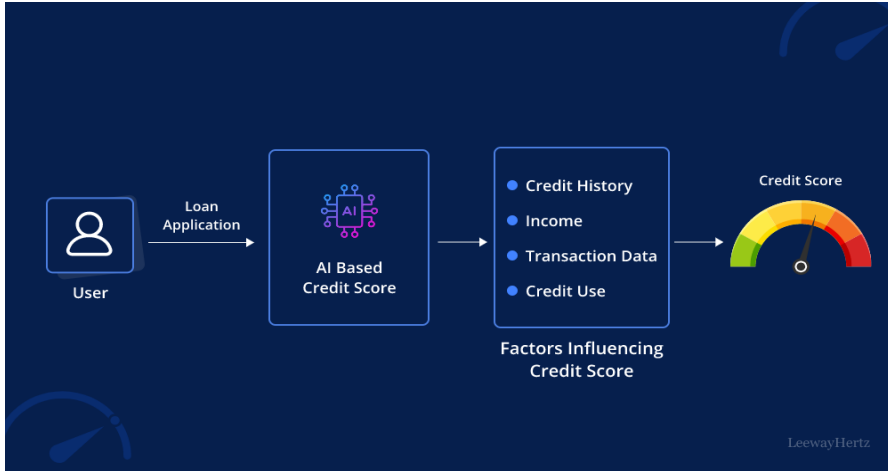 User
Loan
Application
AI
AI Based
Credit Score
Credit History
Income
Transaction Data
Credit Use
Factors Influencing
Credit Score
Credit Score
LeewayHertz